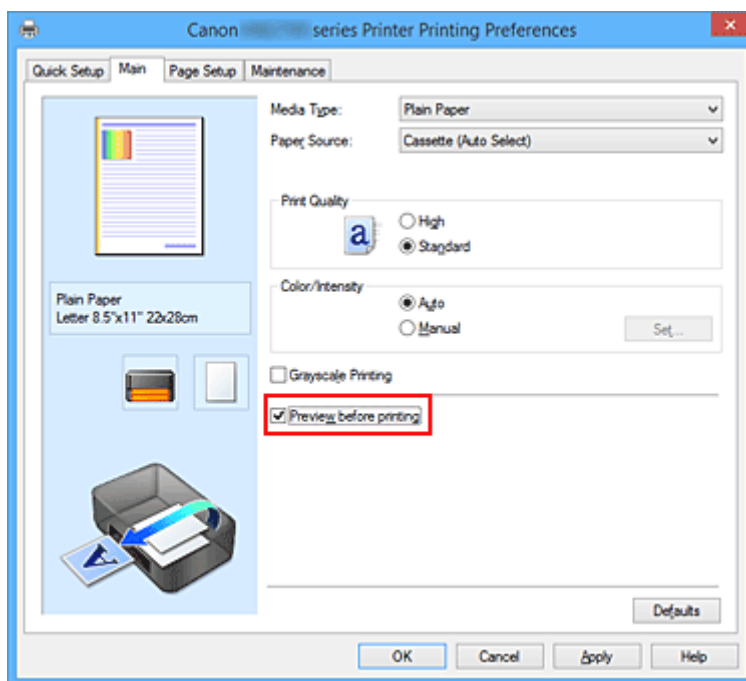 Canon series Printer Printing Preferences
Quick Setup Main Page Setup Maintenance
Media Type: Plain Paper
Paper Source: Cassette (Auto Select)
Print Quality
a
High
Standard
Plain Paper
Letter 8.5"x11" 22x28cm
Color/Intensity
Auto
Manual
Set...
Grayscale Printing
Preview before printing
A
Defaults
OK Cancel Apply Help